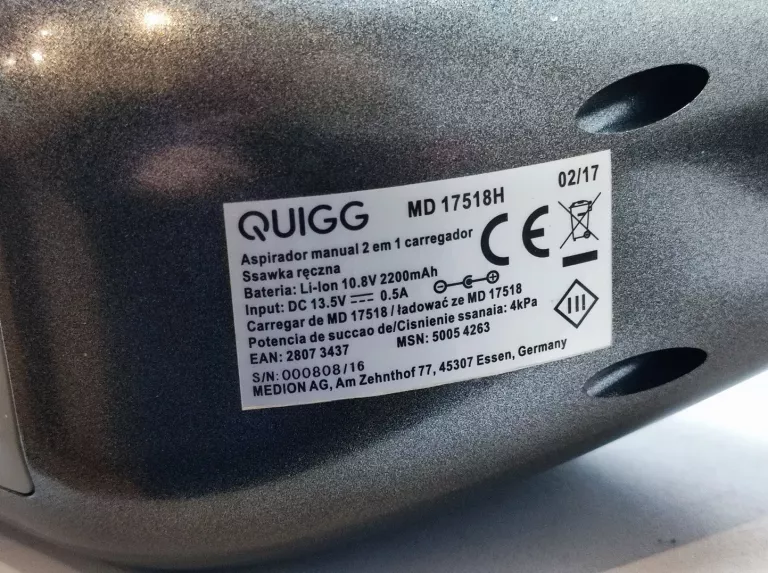 QUIGG MD 17518H 02/17
Aspirador manual 2 em 1 carregador
Ssawka ręczna
Bateria: Li-Ion 10.8V 2200mAh
Input: DC 13.5V ⎓ 0.5A
Carregar de MD 17518 / ładować ze MD 17518
Potencia de succao de/Cisnienie ssanaia: 4kPa
EAN: 2807 3437 MSN: 5005 4263
S/N: 000808/16
MEDION AG, Am Zehnthof 77, 45307 Essen, Germany
CE
III